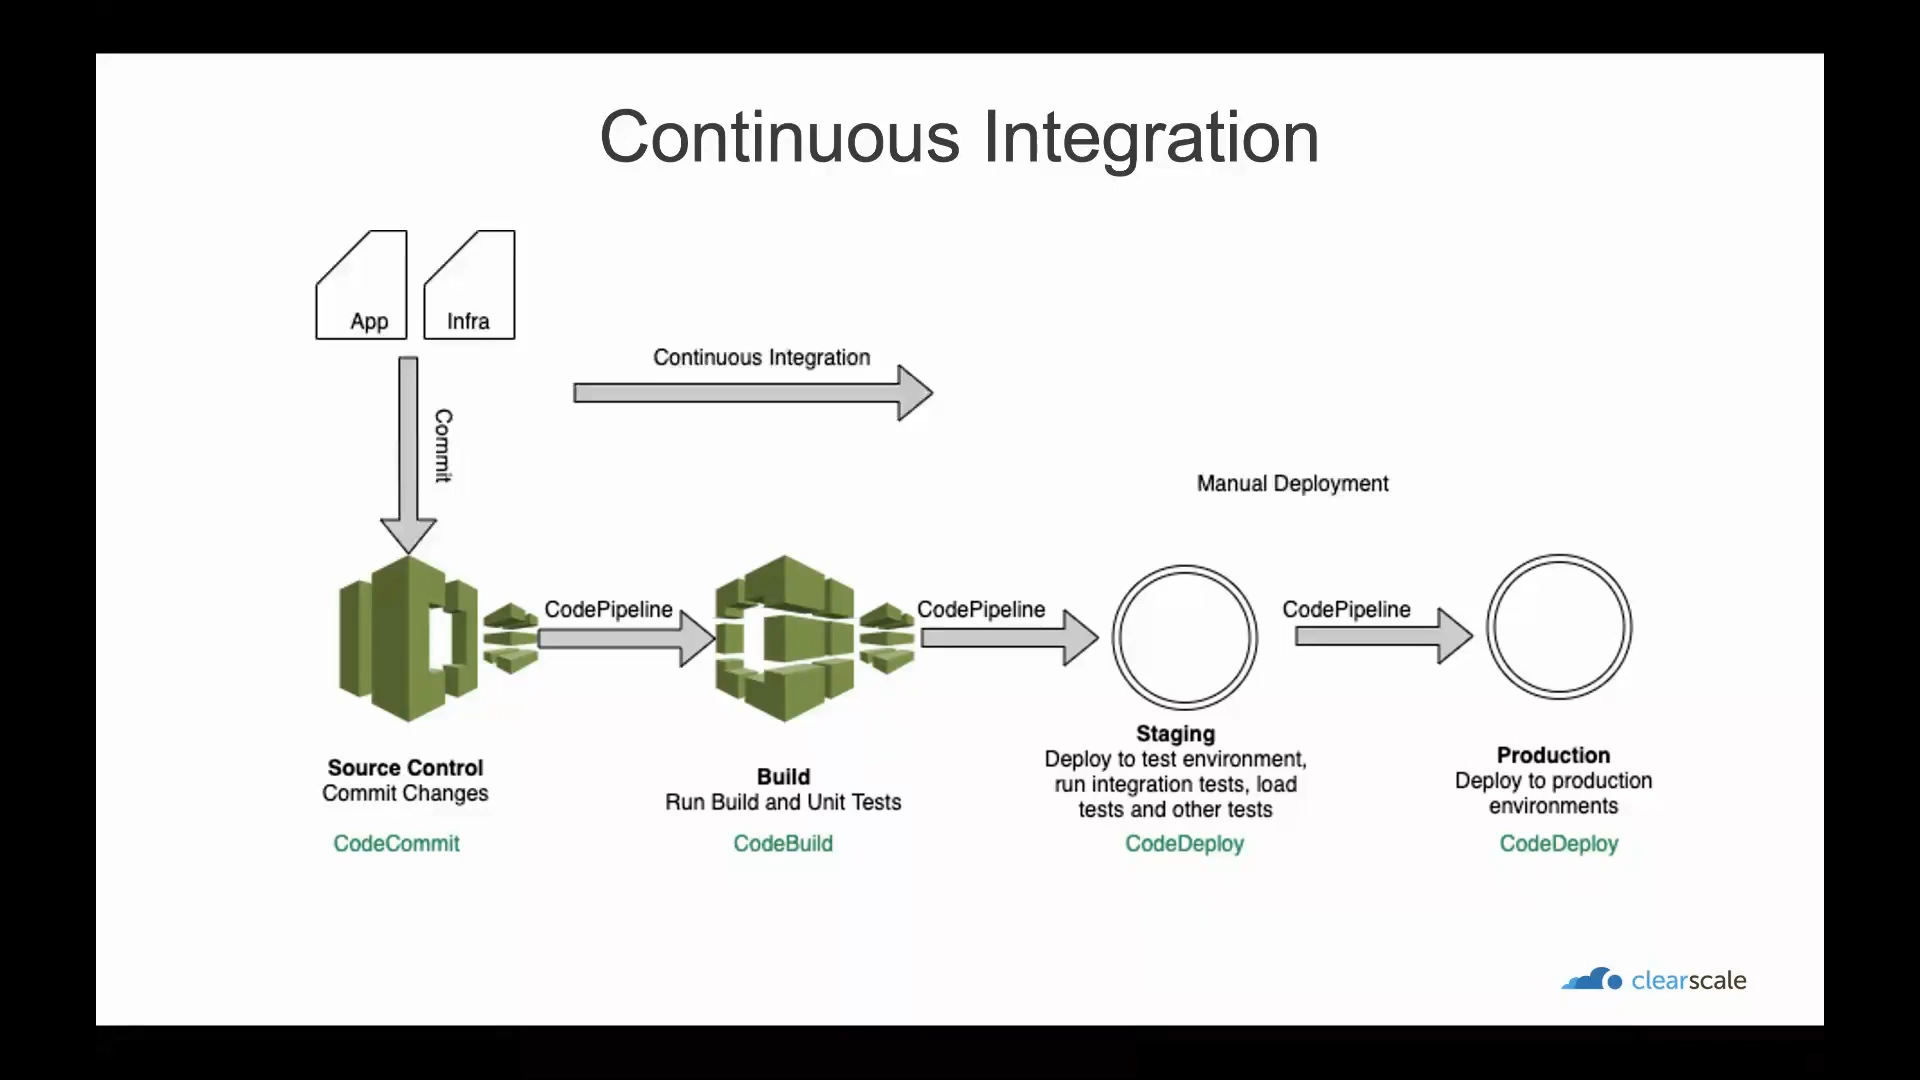 Continuous Integration
App
Infra
Continuous Integration
Commit
Manual Deployment
CodePipeline
CodePipeline
CodePipeline
Source Control
Commit Changes
CodeCommit
Build
Run Build and Unit Tests
CodeBuild
Staging
Deploy to test environment,
run integration tests, load
tests and other tests
CodeDeploy
Production
Deploy to production
environments
CodeDeploy
clearscale